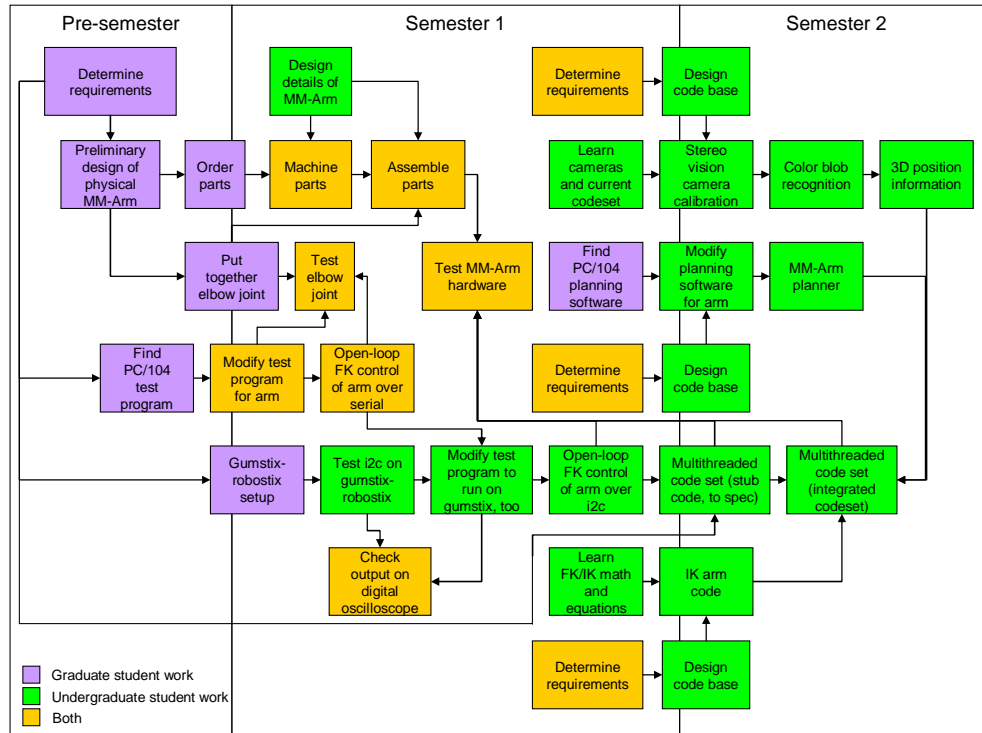 Pre-semester
Semester 1
Semester 2
Determine
requirements
Design
details of
MM-Arm
Determine
requirements
Design
code base
Preliminary
design of
physical
MM-Arm
Order
parts
Machine
parts
Assemble
parts
Learn
cameras
and current
codeset
Stereo
vision
camera
calibration
Color blob
recognition
3D position
information
Put
together
elbow joint
Test
elbow
joint
Test MM-Arm
hardware
Find
PC/104
planning
software
Modify
planning
software
for arm
MM-Arm
planner
Find
PC/104
test
program
Modify test
program
for arm
Open-loop
FK control
of arm over
serial
Determine
requirements
Design
code base
Gumstix-
robostix
setup
Test i2c on
gumstix-
robostix
Modify test
program to
run on
gumstix, too
Open-loop
FK control
of arm over
i2c
Multithreaded
code set (stub
code, to spec)
Multithreaded
code set
(integrated
codeset)
Check
output on
digital
oscilloscope
Learn
FK/IK math
and
equations
IK arm
code
Determine
requirements
Design
code base
Graduate student work
Undergraduate student work
Both